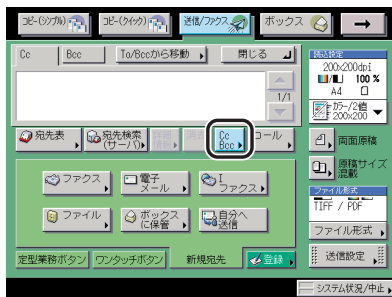 コピー(シンプル) コピー(クイック) 送信/ファクス ボックス →
Cc Bcc To/Bccから移動 閉じる
1/1
読込設定
200x200dpi
100 %
A4
カラー/2値
200×200
宛先表 宛先検索(サーバ) Cc Bcc コール
両面原稿
原稿サイズ混載
ファクス 電子メール Iファクス
ファイル ボックスに保管 自分へ送信
ファイル形式
TIFF / PDF
ファイル形式
定型業務ボタン ワンタッチボタン 新規宛先 登録
送信設定
システム状況/中止